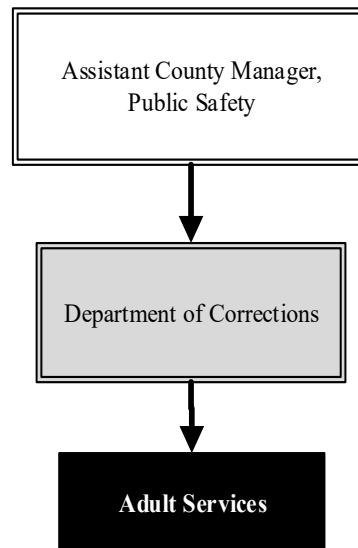 Assistant County Manager,
Public Safety
Department of Corrections
Adult Services